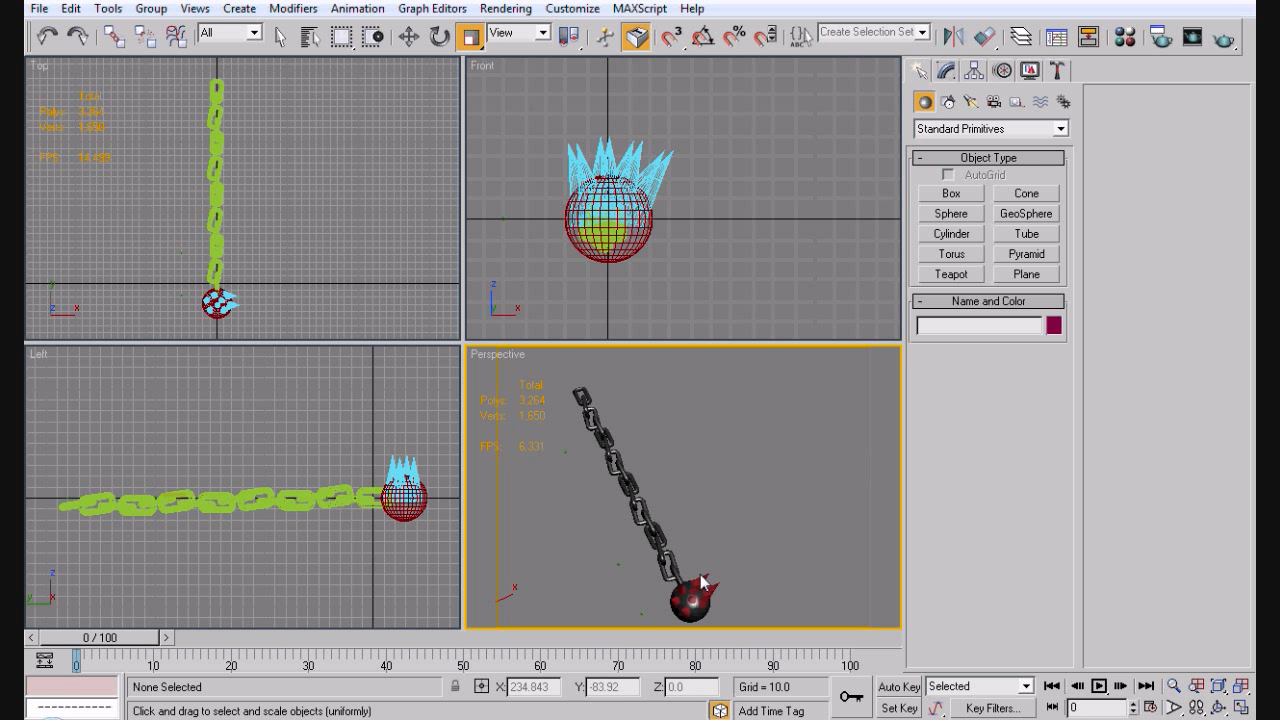 File Edit Tools Group Views Create Modifiers Animation Graph Editors Rendering Customize MAXScript Help
All View 3 % ABC Create Selection Set
Top
Total
Polys: 3,264
Verts: 1,650
FPS:
y
z x
Front
z
y x
Left
z
y x
Perspective
Total
Polys: 3,264
Verts: 1,650
FPS: 6.331
x
Standard Primitives
- Object Type
AutoGrid
Box Cone
Sphere GeoSphere
Cylinder Tube
Torus Pyramid
Teapot Plane
- Name and Color
< 0 / 100 >
0 10 20 30 40 50 60 70 80 90 100
None Selected X: 234.843 Y: -83.92 Z: 0.0 Grid = 10.0 Auto Key Selected
Click and drag to select and scale objects (uniformly) Add Time Tag Set Key Key Filters... 0